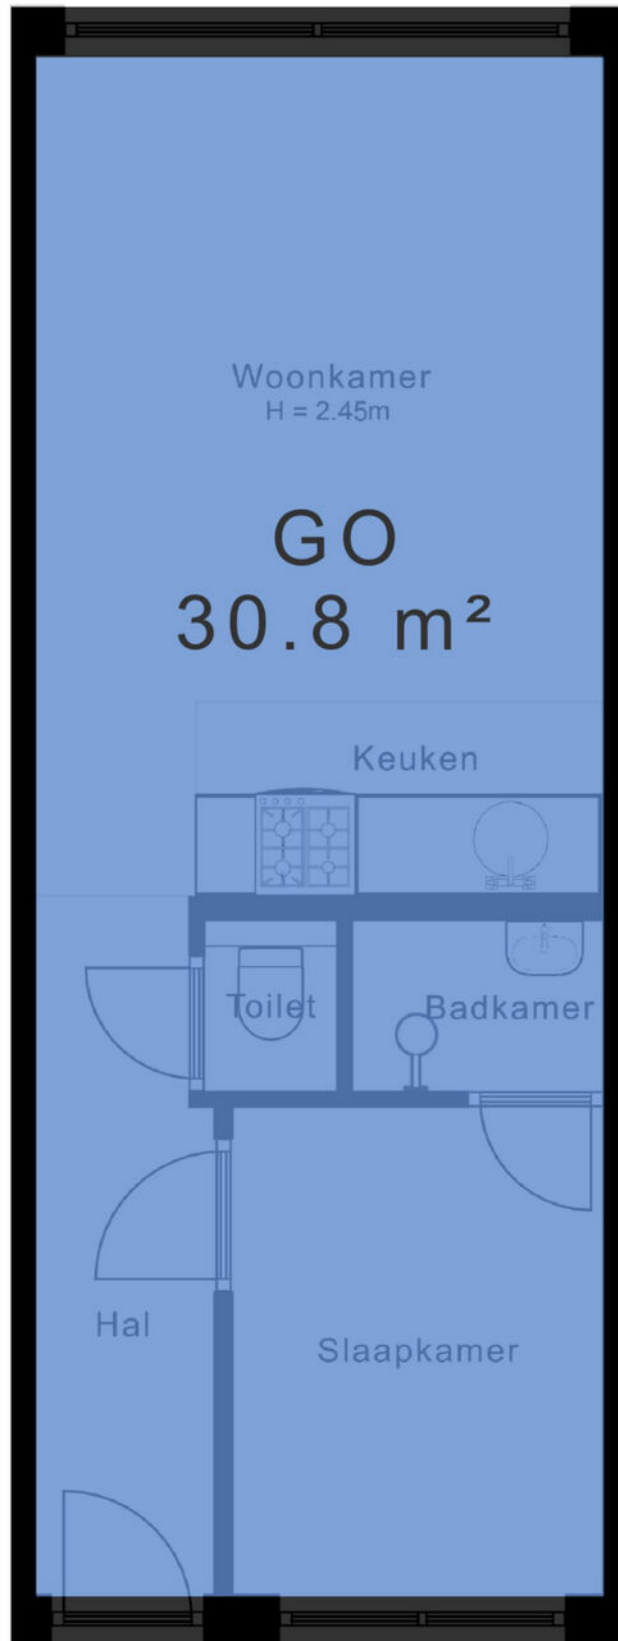 Woonkamer
H = 2.45m
GO
30.8 m²
Keuken
Toilet
Badkamer
Hal
Slaapkamer